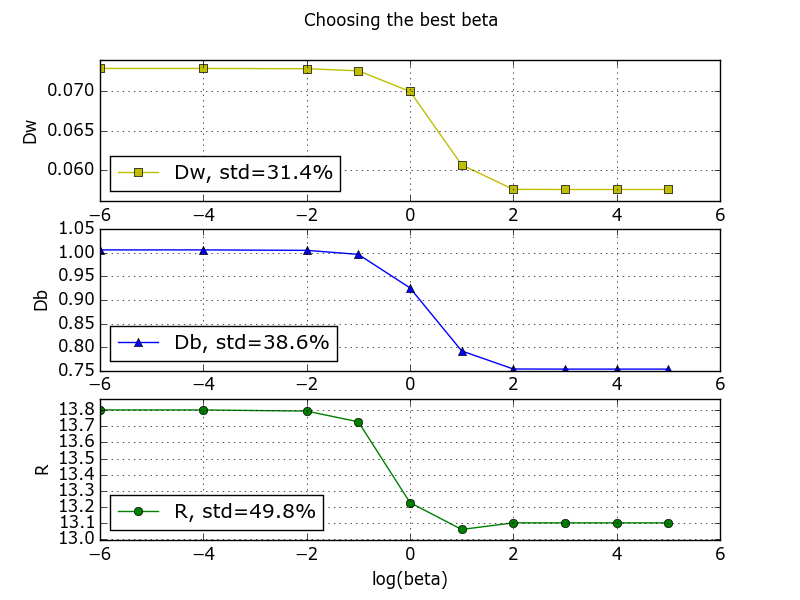 Choosing the best beta
0.070
0.065
0.060
Dw
Dw, std=31.4%
−6 −4 −2 0 2 4 6
1.05
1.00
0.95
0.90
0.85
0.80
0.75
Db
Db, std=38.6%
−6 −4 −2 0 2 4 6
13.8
13.7
13.6
13.5
13.4
13.3
13.2
13.1
13.0
R
R, std=49.8%
−6 −4 −2 0 2 4 6
log(beta)